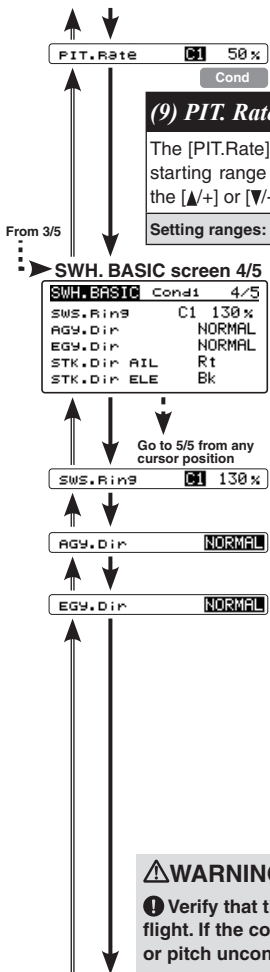 PIT.Rate C1 50%
Cond
(9) PIT. Rat
The [PIT.Rate]
starting range
the [▲/+] or [▼/-
Setting ranges:
From 3/5
SWH. BASIC screen 4/5
SWH.BASIC Cond1 4/5
SWS.Ring C1 130%
AGY.Dir NORMAL
EGY.Dir NORMAL
STK.Dir AIL Rt
STK.Dir ELE Bk
Go to 5/5 from any
cursor position
SWS.Ring C1 130%
AGY.Dir NORMAL
EGY.Dir NORMAL
WARNING
Verify that t
flight. If the co
or pitch uncon